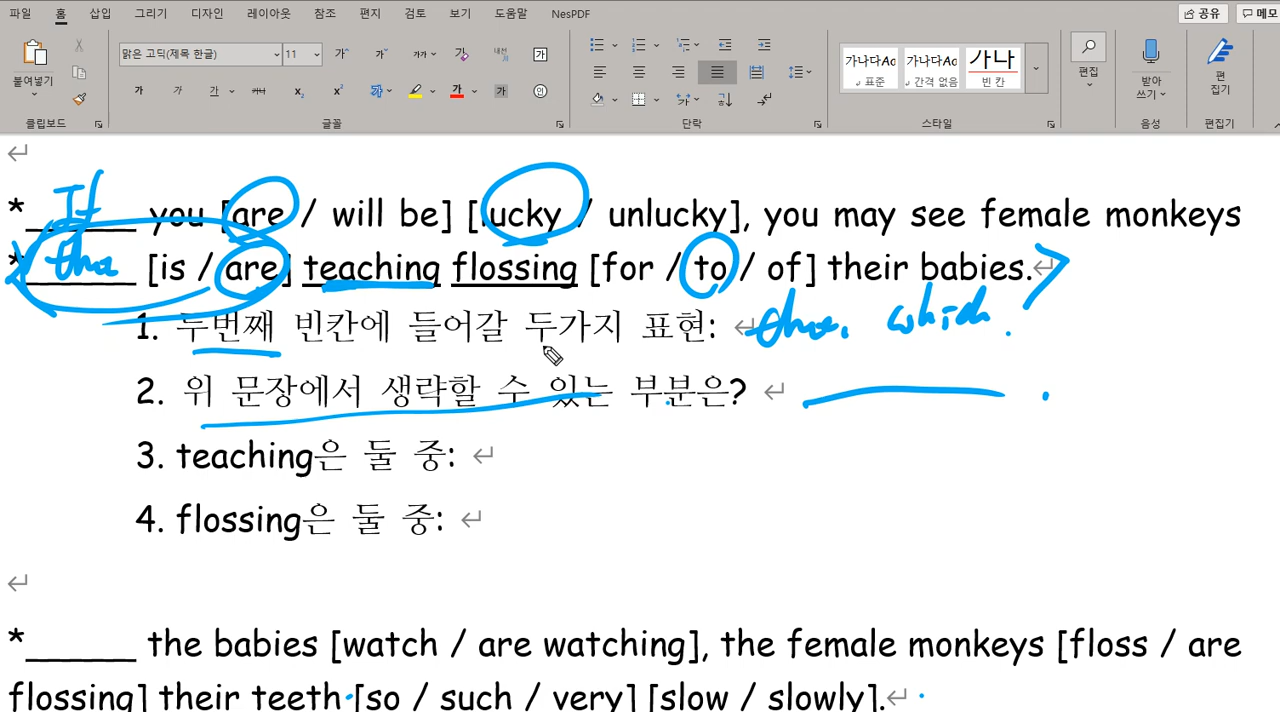 파일 홈 삽입 그리기 디자인 레이아웃 참조 편지 검토 보기 도움말 NesPDF 공유 메모
맑은 고딕(제목 한글) 11 가나다Aa 가나다Aa 가나
붙여넣기 표준 간격 없음 빈 칸 편집 받아쓰기 편집기
클립보드 글꼴 단락 스타일 음성 편집기
If
*______ you [are / will be] [lucky / unlucky], you may see female monkeys
tha
*______ [is / are] teaching flossing [for / to / of] their babies.
1. 두번째 빈칸에 들어갈 두가지 표현: which.
2. 위 문장에서 생략할 수 있는 부분은?
3. teaching은 둘 중:
4. flossing은 둘 중:
*______ the babies [watch / are watching], the female monkeys [floss / are
flossing] their teeth [so / such / very] [slow / slowly].